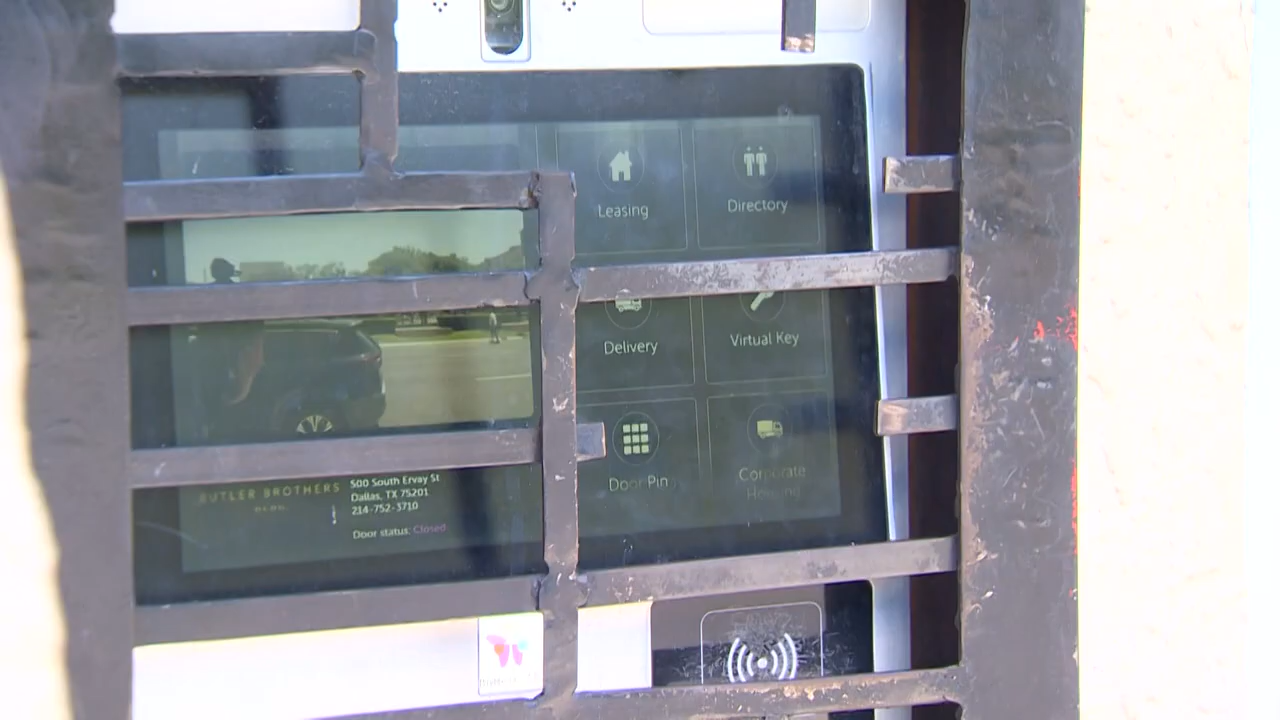 Leasing
Directory
Delivery
Virtual Key
Door Pin
Corporate
Housing
BUTLER BROTHERS
BLDG.
500 South Ervay St
Dallas, TX 75201
214-752-3710
Door status: Closed